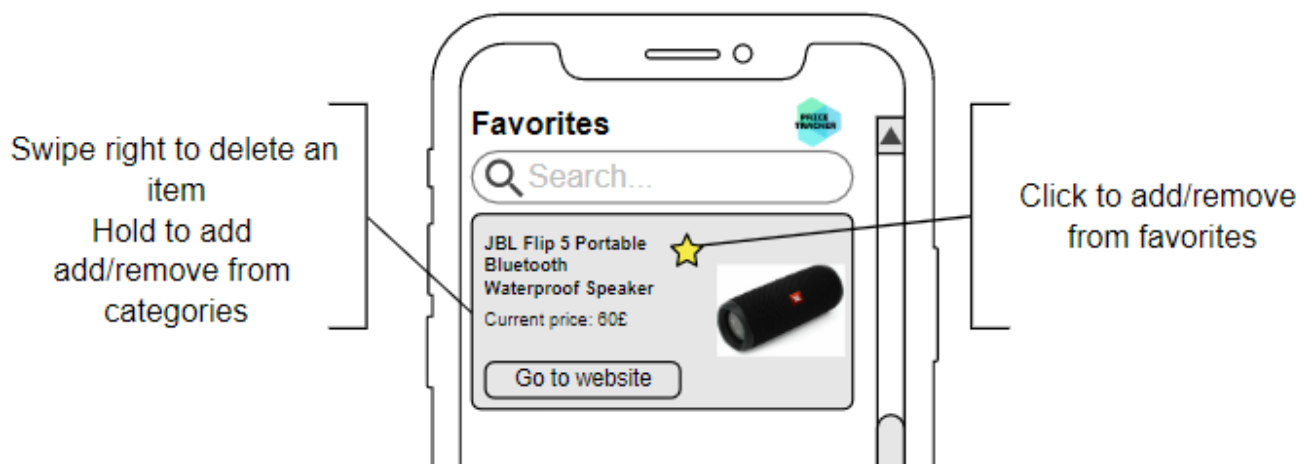 Swipe right to delete an
item
Hold to add
add/remove from
categories
Favorites
PRICE
TRACKER
Search...
JBL Flip 5 Portable
Bluetooth
Waterproof Speaker
Current price: 60£
Go to website
Click to add/remove
from favorites